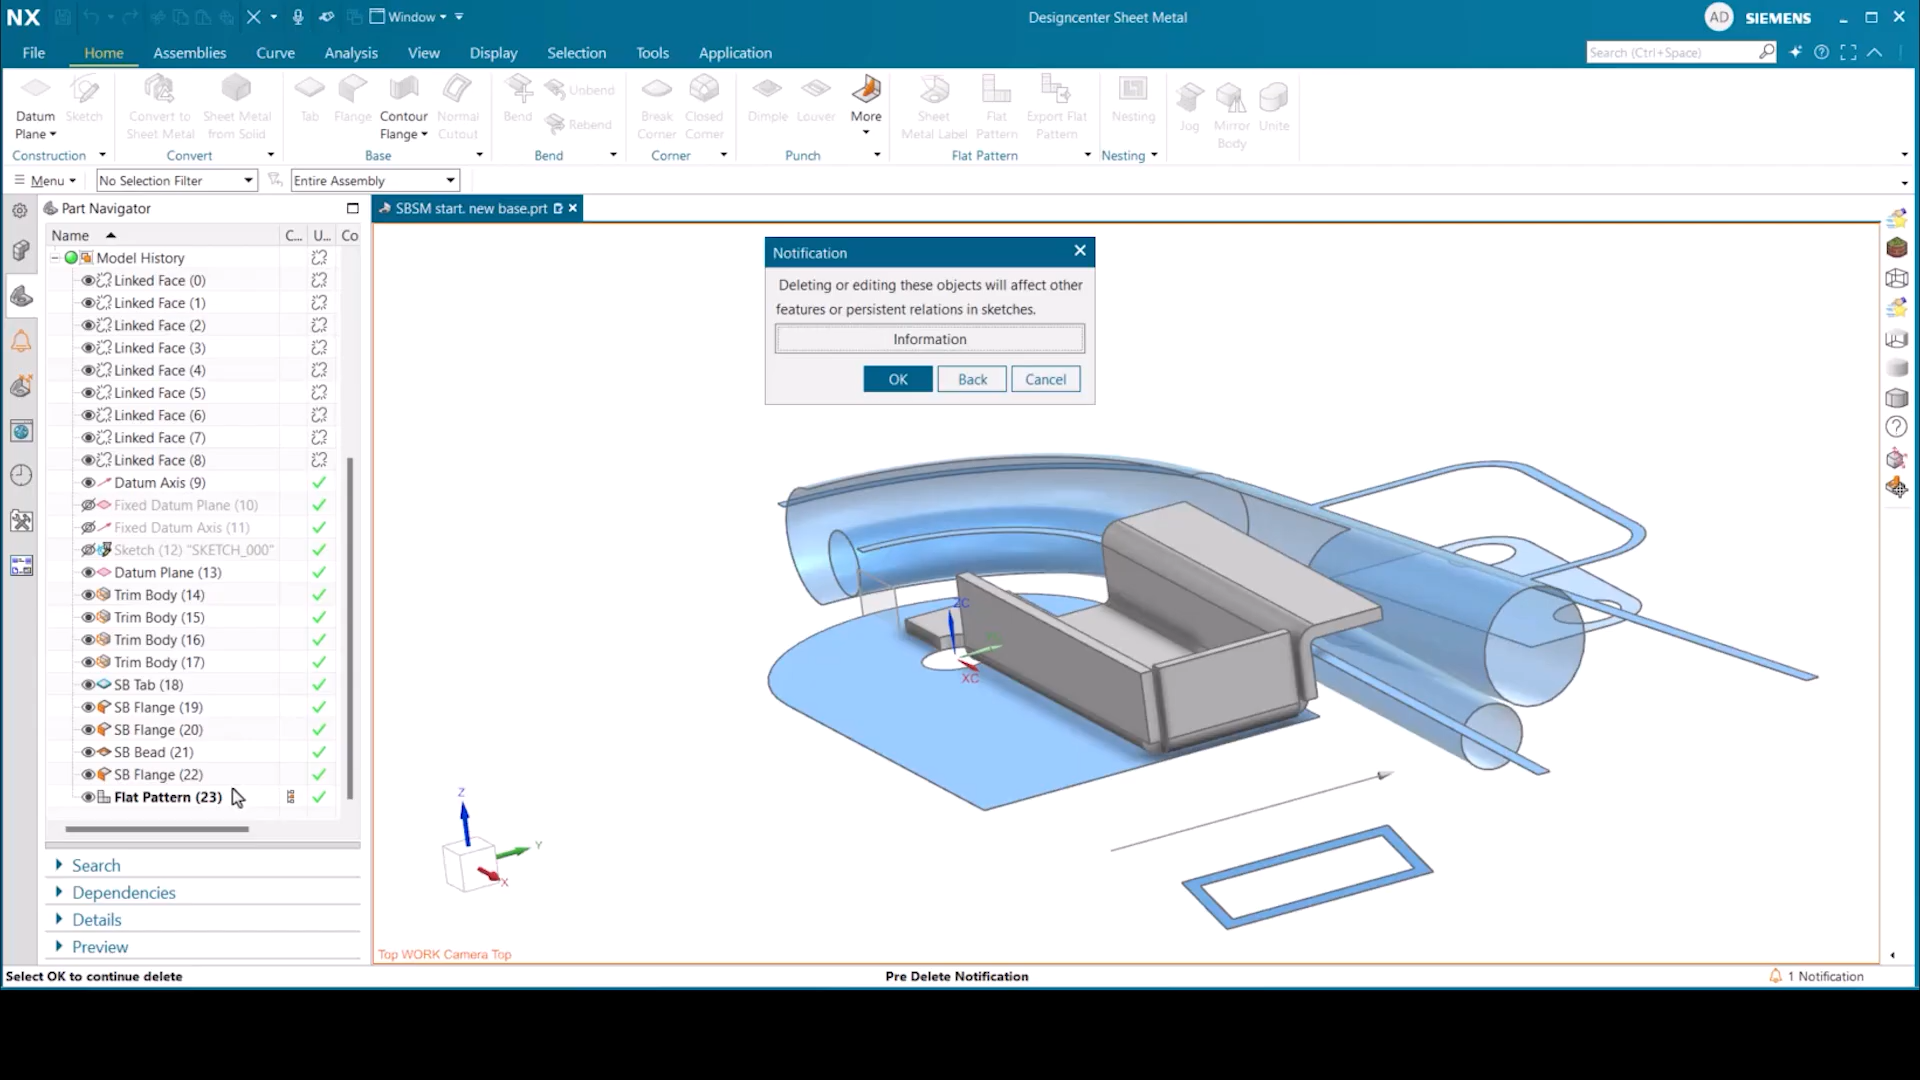 NX Window Designcenter Sheet Metal AD SIEMENS
File Home Assemblies Curve Analysis View Display Selection Tools Application Search (Ctrl+Space)
Datum Plane Sketch Convert to Sheet Metal Sheet Metal from Solid Tab Flange Contour Flange Normal Cutout Bend Unbend Rebend Break Corner Closed Corner Dimple Louver More Sheet Metal Label Flat Pattern Export Flat Pattern Nesting Jog Mirror Body Unite
Construction Convert Base Bend Corner Punch Flat Pattern Nesting
Menu No Selection Filter Entire Assembly
Part Navigator SBSM start. new base.prt
Name C... U... Co
Model History
Linked Face (0)
Linked Face (1)
Linked Face (2)
Linked Face (3)
Linked Face (4)
Linked Face (5)
Linked Face (6)
Linked Face (7)
Linked Face (8)
Datum Axis (9)
Fixed Datum Plane (10)
Fixed Datum Axis (11)
Sketch (12) "SKETCH_000"
Datum Plane (13)
Trim Body (14)
Trim Body (15)
Trim Body (16)
Trim Body (17)
SB Tab (18)
SB Flange (19)
SB Flange (20)
SB Bead (21)
SB Flange (22)
Flat Pattern (23)
Search
Dependencies
Details
Preview
Notification
Deleting or editing these objects will affect other
features or persistent relations in sketches.
Information
OK Back Cancel
ZC
XC
Z
Y
X
Top WORK Camera Top
Select OK to continue delete Pre Delete Notification 1 Notification